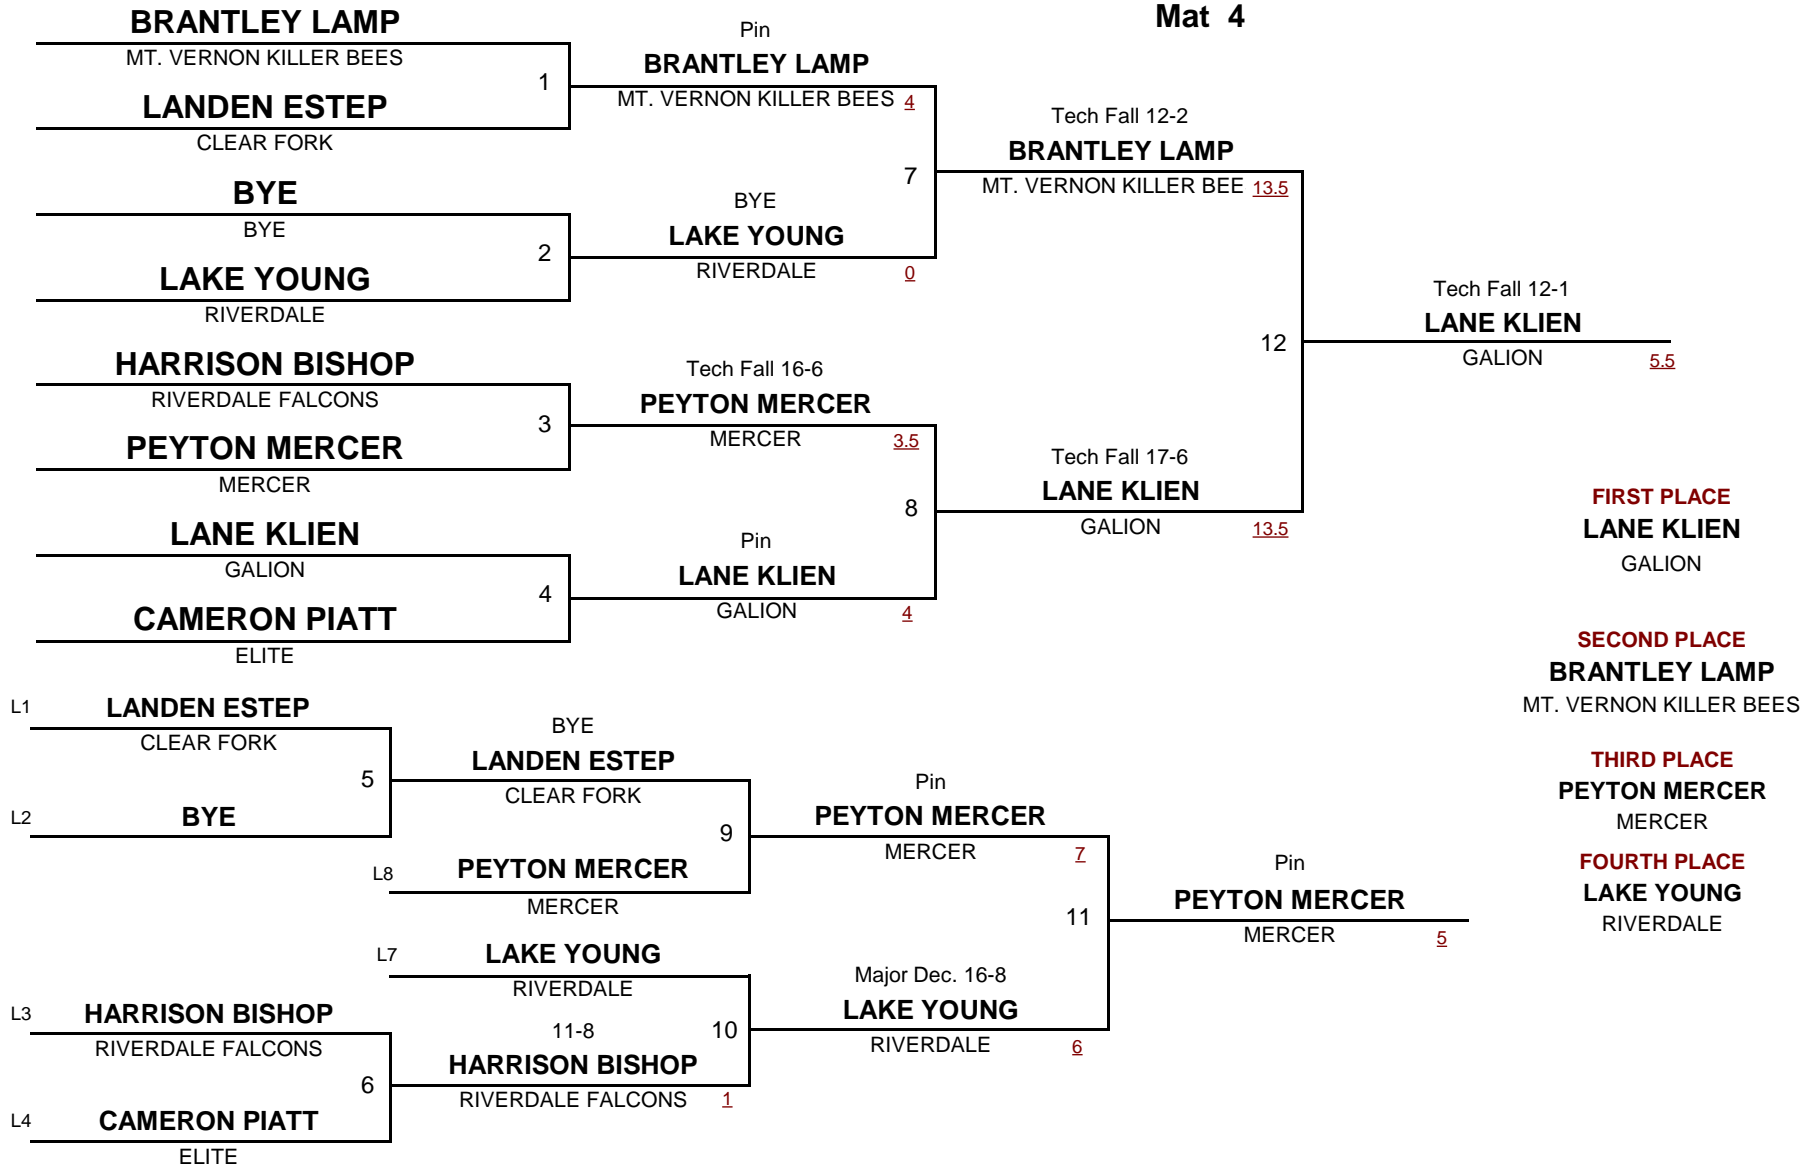 Mat 4
BRANTLEY LAMP
MT. VERNON KILLER BEES
1
LANDEN ESTEP
CLEAR FORK
BYE
BYE
2
LAKE YOUNG
RIVERDALE
HARRISON BISHOP
RIVERDALE FALCONS
3
PEYTON MERCER
MERCER
LANE KLIEN
GALION
4
CAMERON PIATT
ELITE
Pin
BRANTLEY LAMP
MT. VERNON KILLER BEES 4
7
BYE
LAKE YOUNG
RIVERDALE 0
Tech Fall 16-6
PEYTON MERCER
MERCER 3.5
8
Pin
LANE KLIEN
GALION 4
Tech Fall 12-2
BRANTLEY LAMP
MT. VERNON KILLER BEE 13.5
12
Tech Fall 17-6
LANE KLIEN
GALION 13.5
Tech Fall 12-1
LANE KLIEN
GALION 5.5
FIRST PLACE
LANE KLIEN
GALION
SECOND PLACE
BRANTLEY LAMP
MT. VERNON KILLER BEES
THIRD PLACE
PEYTON MERCER
MERCER
FOURTH PLACE
LAKE YOUNG
RIVERDALE
L1 LANDEN ESTEP
CLEAR FORK
5
L2 BYE
L3 HARRISON BISHOP
RIVERDALE FALCONS
6
L4 CAMERON PIATT
ELITE
BYE
LANDEN ESTEP
CLEAR FORK
9
L8 PEYTON MERCER
MERCER
L7 LAKE YOUNG
RIVERDALE
10
11-8
HARRISON BISHOP
RIVERDALE FALCONS 1
Pin
PEYTON MERCER
MERCER 7
11
Major Dec. 16-8
LAKE YOUNG
RIVERDALE 6
Pin
PEYTON MERCER
MERCER 5